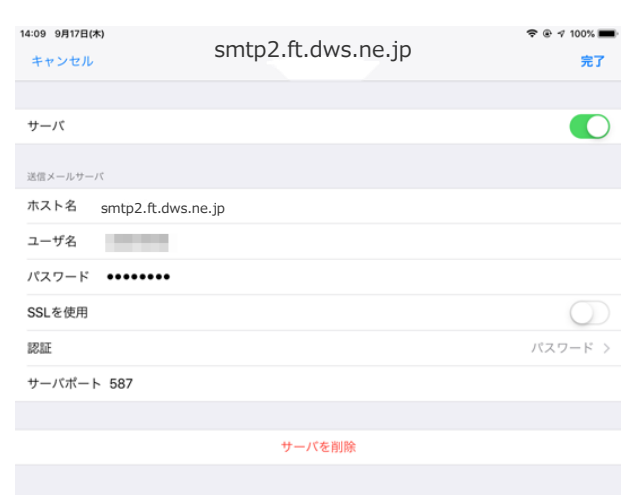 14:09 9月17日(木)
100%
キャンセル
smtp2.ft.dws.ne.jp
完了
サーバ
送信メールサーバ
ホスト名 smtp2.ft.dws.ne.jp
ユーザ名
パスワード ●●●●●●●●
SSLを使用
認証 パスワード
サーバポート 587
サーバを削除